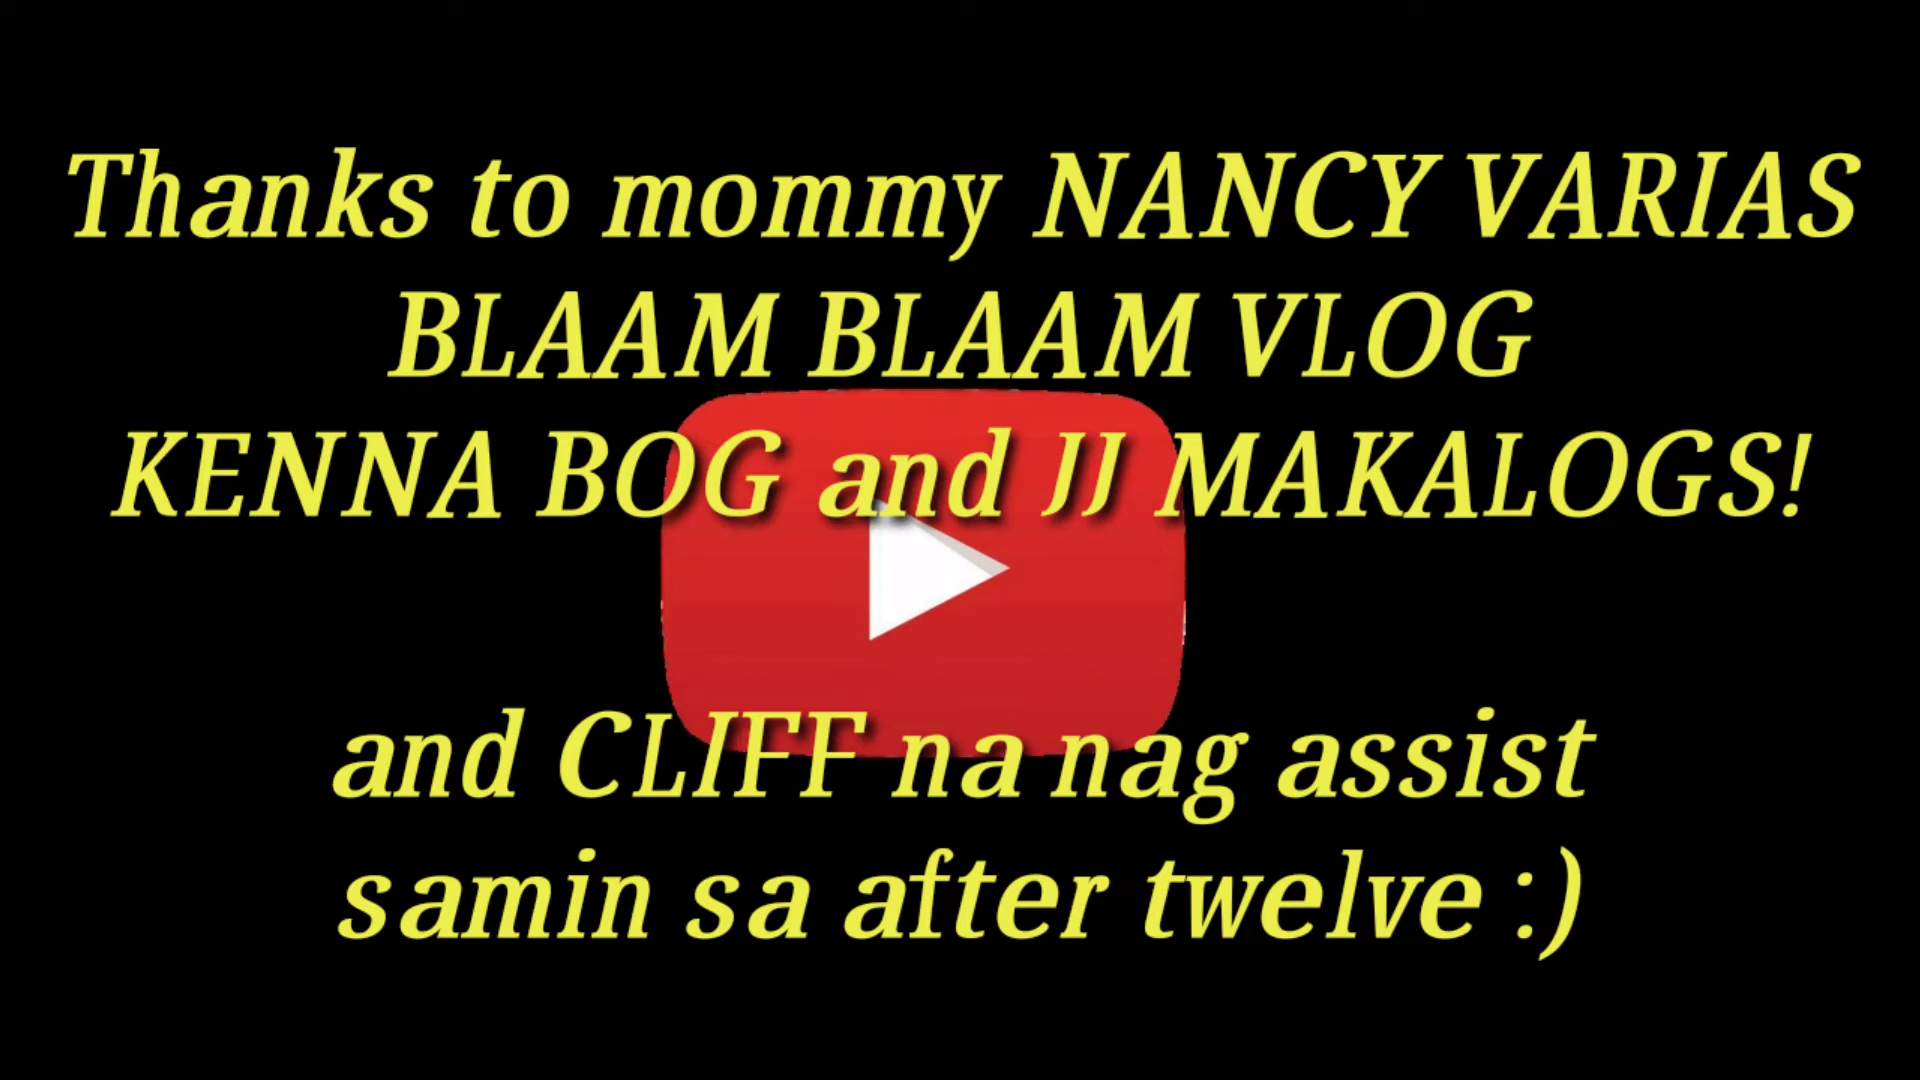 Thanks to mommy NANCY VARIAS
BLAAM BLAAM VLOG
KENNA BOG and JJ MAKALOGS!
and CLIFF na nag assist
samin sa after twelve :)